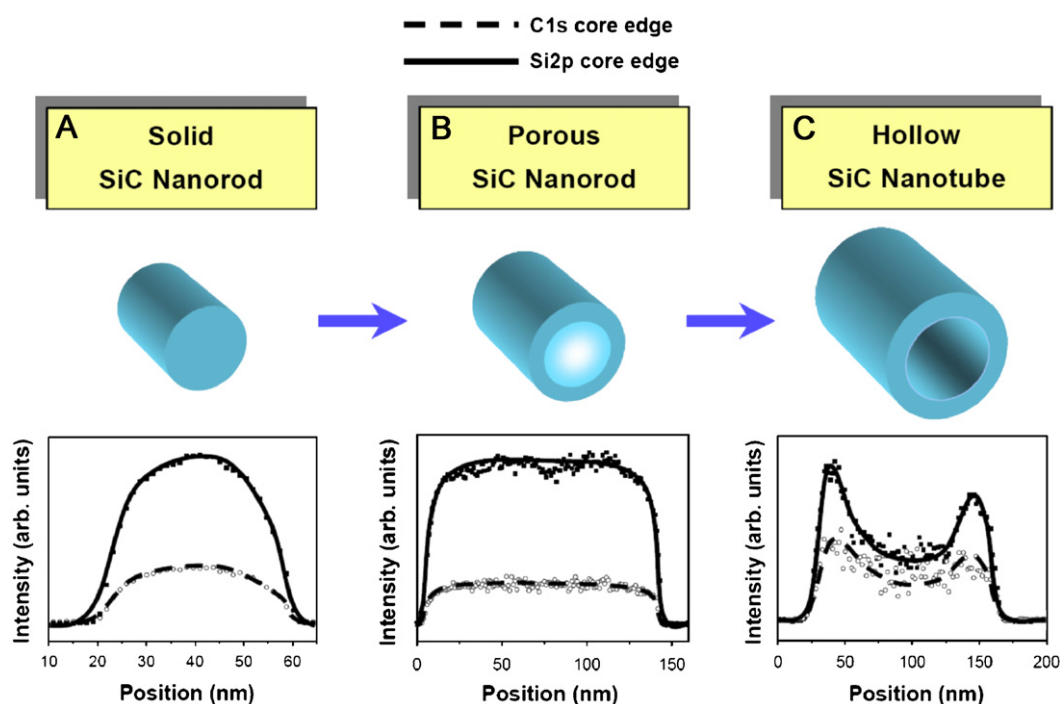 C1s core edge
Si2p core edge
A
Solid
SiC Nanorod
B
Porous
SiC Nanorod
C
Hollow
SiC Nanotube
Intensity (arb. units)
10 20 30 40 50 60
Position (nm)
Intensity (arb. units)
0 50 100 150
Position (nm)
Intensity (arb. units)
0 50 100 150 200
Position (nm)